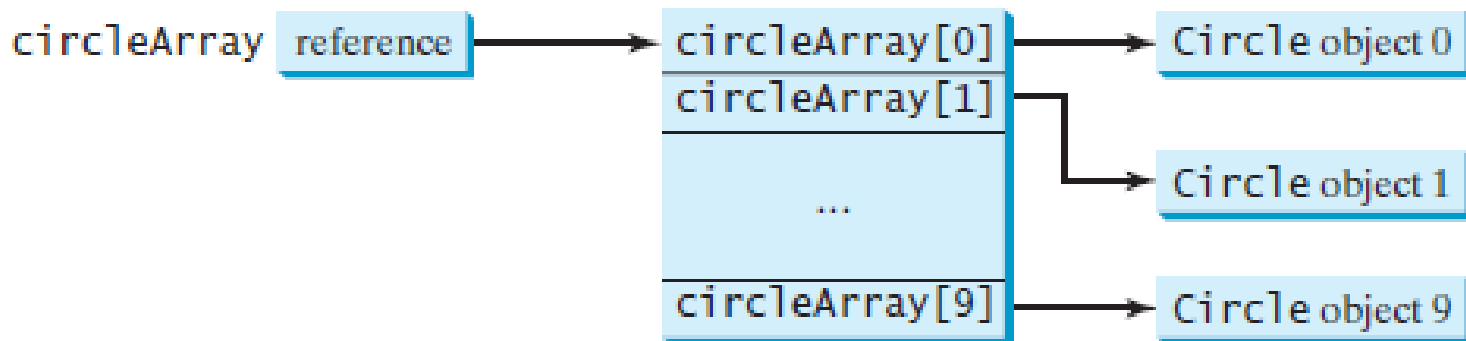 circleArray reference circleArray[0] Circle object 0
circleArray[1]
Circle object 1
...
circleArray[9] Circle object 9